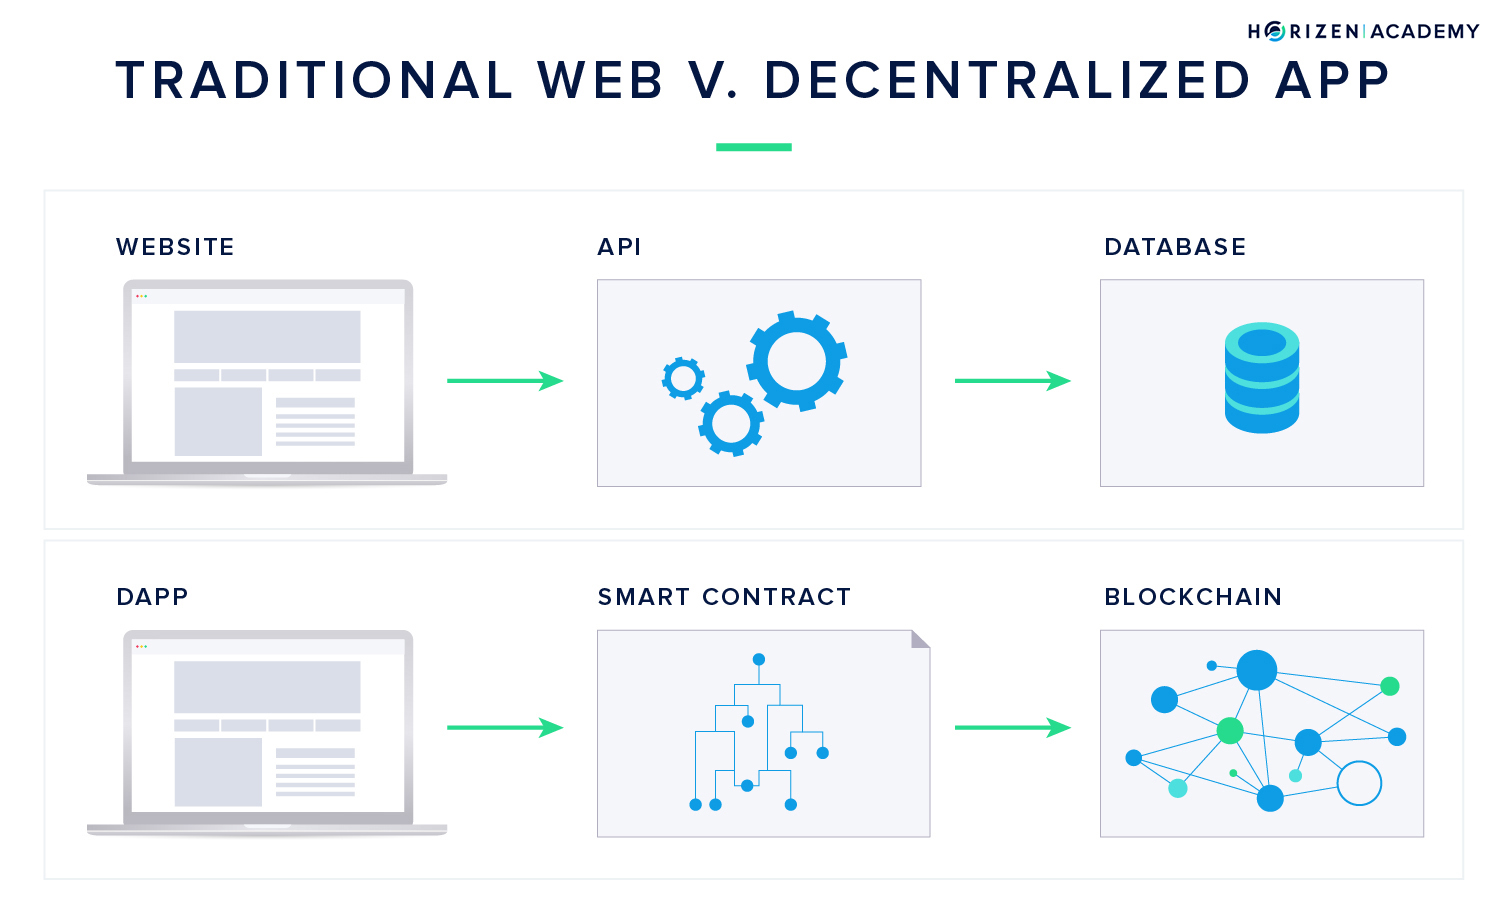 HORIZEN|ACADEMY
TRADITIONAL WEB V. DECENTRALIZED APP
WEBSITE
API
DATABASE
DAPP
SMART CONTRACT
BLOCKCHAIN